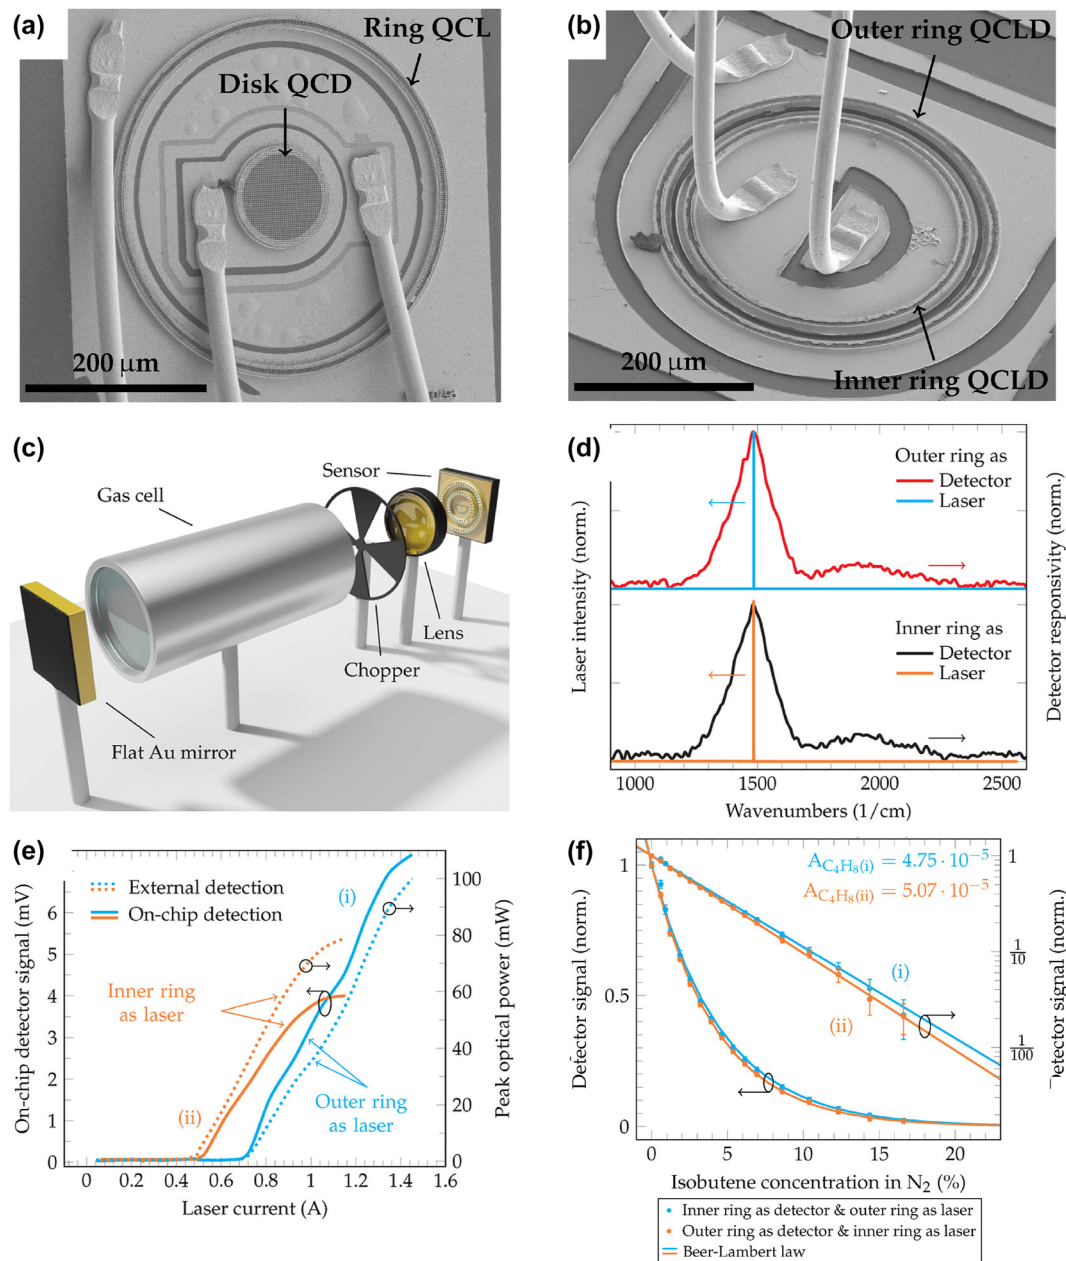 (a)
Ring QCL
Disk QCD
200 μm
(b)
Outer ring QCLD
200 μm
Inner ring QCLD
(c)
Sensor
Gas cell
Lens
Chopper
Flat Au mirror
(d)
Laser intensity (norm.)
Outer ring as
Detector
Laser
Inner ring as
Detector
Laser
Detector responsivity (norm.)
1000 1500 2000 2500
Wavenumbers (1/cm)
(e)
On-chip detector signal (mV)
6
5
4
3
2
1
0
External detection
On-chip detection
(i)
Inner ring
as laser
(ii)
Outer ring
as laser
100
80
60
40
20
0
Peak optical power (mW)
0 0.2 0.4 0.6 0.8 1 1.2 1.4 1.6
Laser current (A)
(f)
Detector signal (norm.)
1
0.5
0
A_C₄H₈(i) = 4.75 · 10⁻⁵
A_C₄H₈(ii) = 5.07 · 10⁻⁵
(i)
(ii)
1
1/10
1/100
Detector signal (norm.)
0 5 10 15 20
Isobutene concentration in N₂ (%)
Inner ring as detector & outer ring as laser
Outer ring as detector & inner ring as laser
Beer-Lambert law